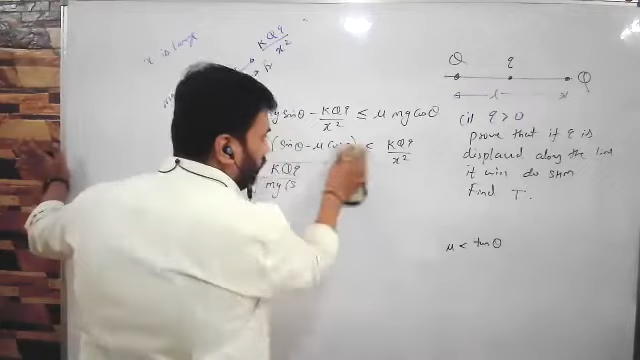 x is large
KQq/x²
mg sinθ - KQq/x² ≤ μ mg cosθ
(sinθ - μ cosθ) ≤ KQq/x²
KQq
mg(s
Q q Q
l
(i) q > 0
prove that if q is
displaced along the line
it will do SHM
Find T.
μ < tanθ